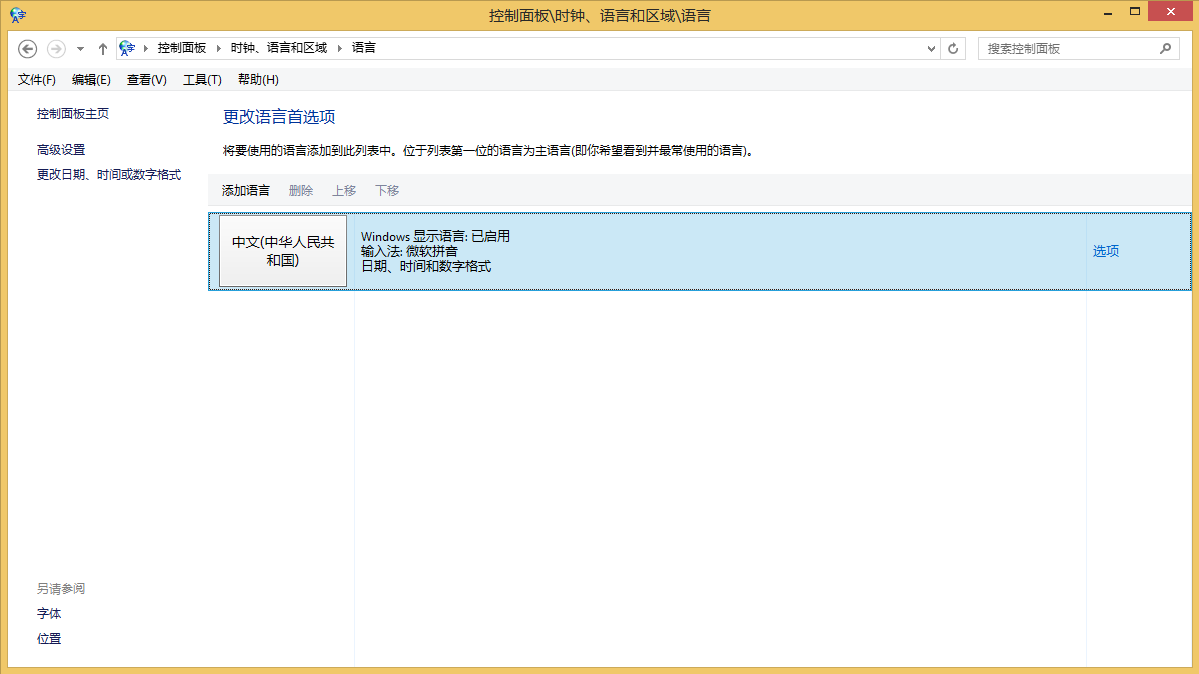 控制面板\时钟、语言和区域\语言
控制面板 时钟、语言和区域 语言
搜索控制面板
文件(F) 编辑(E) 查看(V) 工具(T) 帮助(H)
控制面板主页
高级设置
更改日期、时间或数字格式
更改语言首选项
将要使用的语言添加到此列表中。位于列表第一位的语言为主语言(即你希望看到并最常使用的语言)。
添加语言 删除 上移 下移
中文(中华人民共
和国)
Windows 显示语言: 已启用
输入法: 微软拼音
日期、时间和数字格式
选项
另请参阅
字体
位置